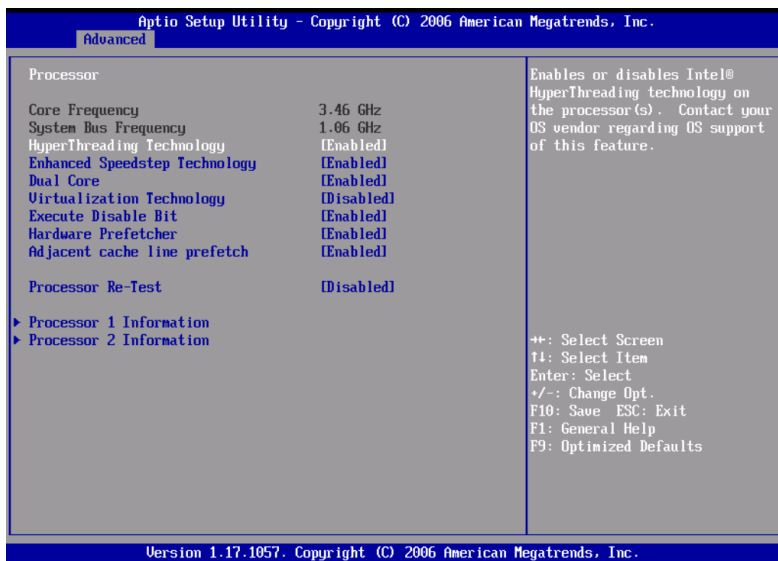 Aptio Setup Utility - Copyright (C) 2006 American Megatrends, Inc.
Advanced
Processor
Core Frequency 3.46 GHz
System Bus Frequency 1.06 GHz
HyperThreading Technology [Enabled]
Enhanced Speedstep Technology [Enabled]
Dual Core [Enabled]
Virtualization Technology [Disabled]
Execute Disable Bit [Enabled]
Hardware Prefetcher [Enabled]
Adjacent cache line prefetch [Enabled]
Processor Re-Test [Disabled]
▶ Processor 1 Information
▶ Processor 2 Information
Enables or disables Intel®
HyperThreading technology on
the processor(s). Contact your
OS vendor regarding OS support
of this feature.
→←: Select Screen
↑↓: Select Item
Enter: Select
+/-: Change Opt.
F10: Save ESC: Exit
F1: General Help
F9: Optimized Defaults
Version 1.17.1057. Copyright (C) 2006 American Megatrends, Inc.